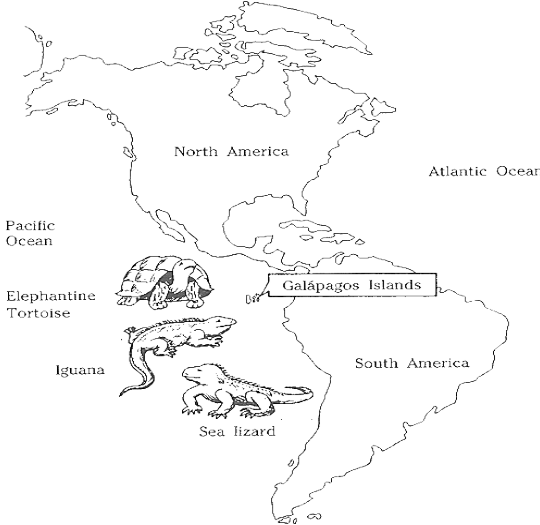 North America
Atlantic Ocean
Pacific
Ocean
Galápagos Islands
Elephantine
Tortoise
Iguana
South America
Sea lizard